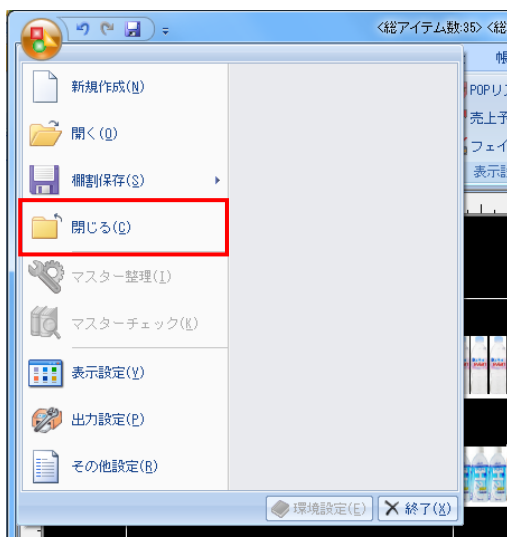 <総アイテム数:35> <総
帳
新規作成(N)
POPリ
開く(O)
売上予
フェイ
棚割保存(S)
表示設
閉じる(C)
マスター整理(I)
マスターチェック(K)
表示設定(V)
出力設定(P)
その他設定(R)
環境設定(E)
終了(X)